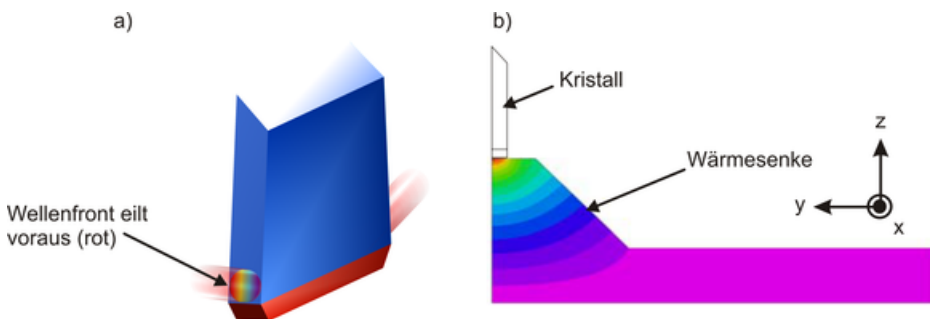 a)
Wellenfront eilt
voraus (rot)
b)
Kristall
Wärmesenke
z
y
x